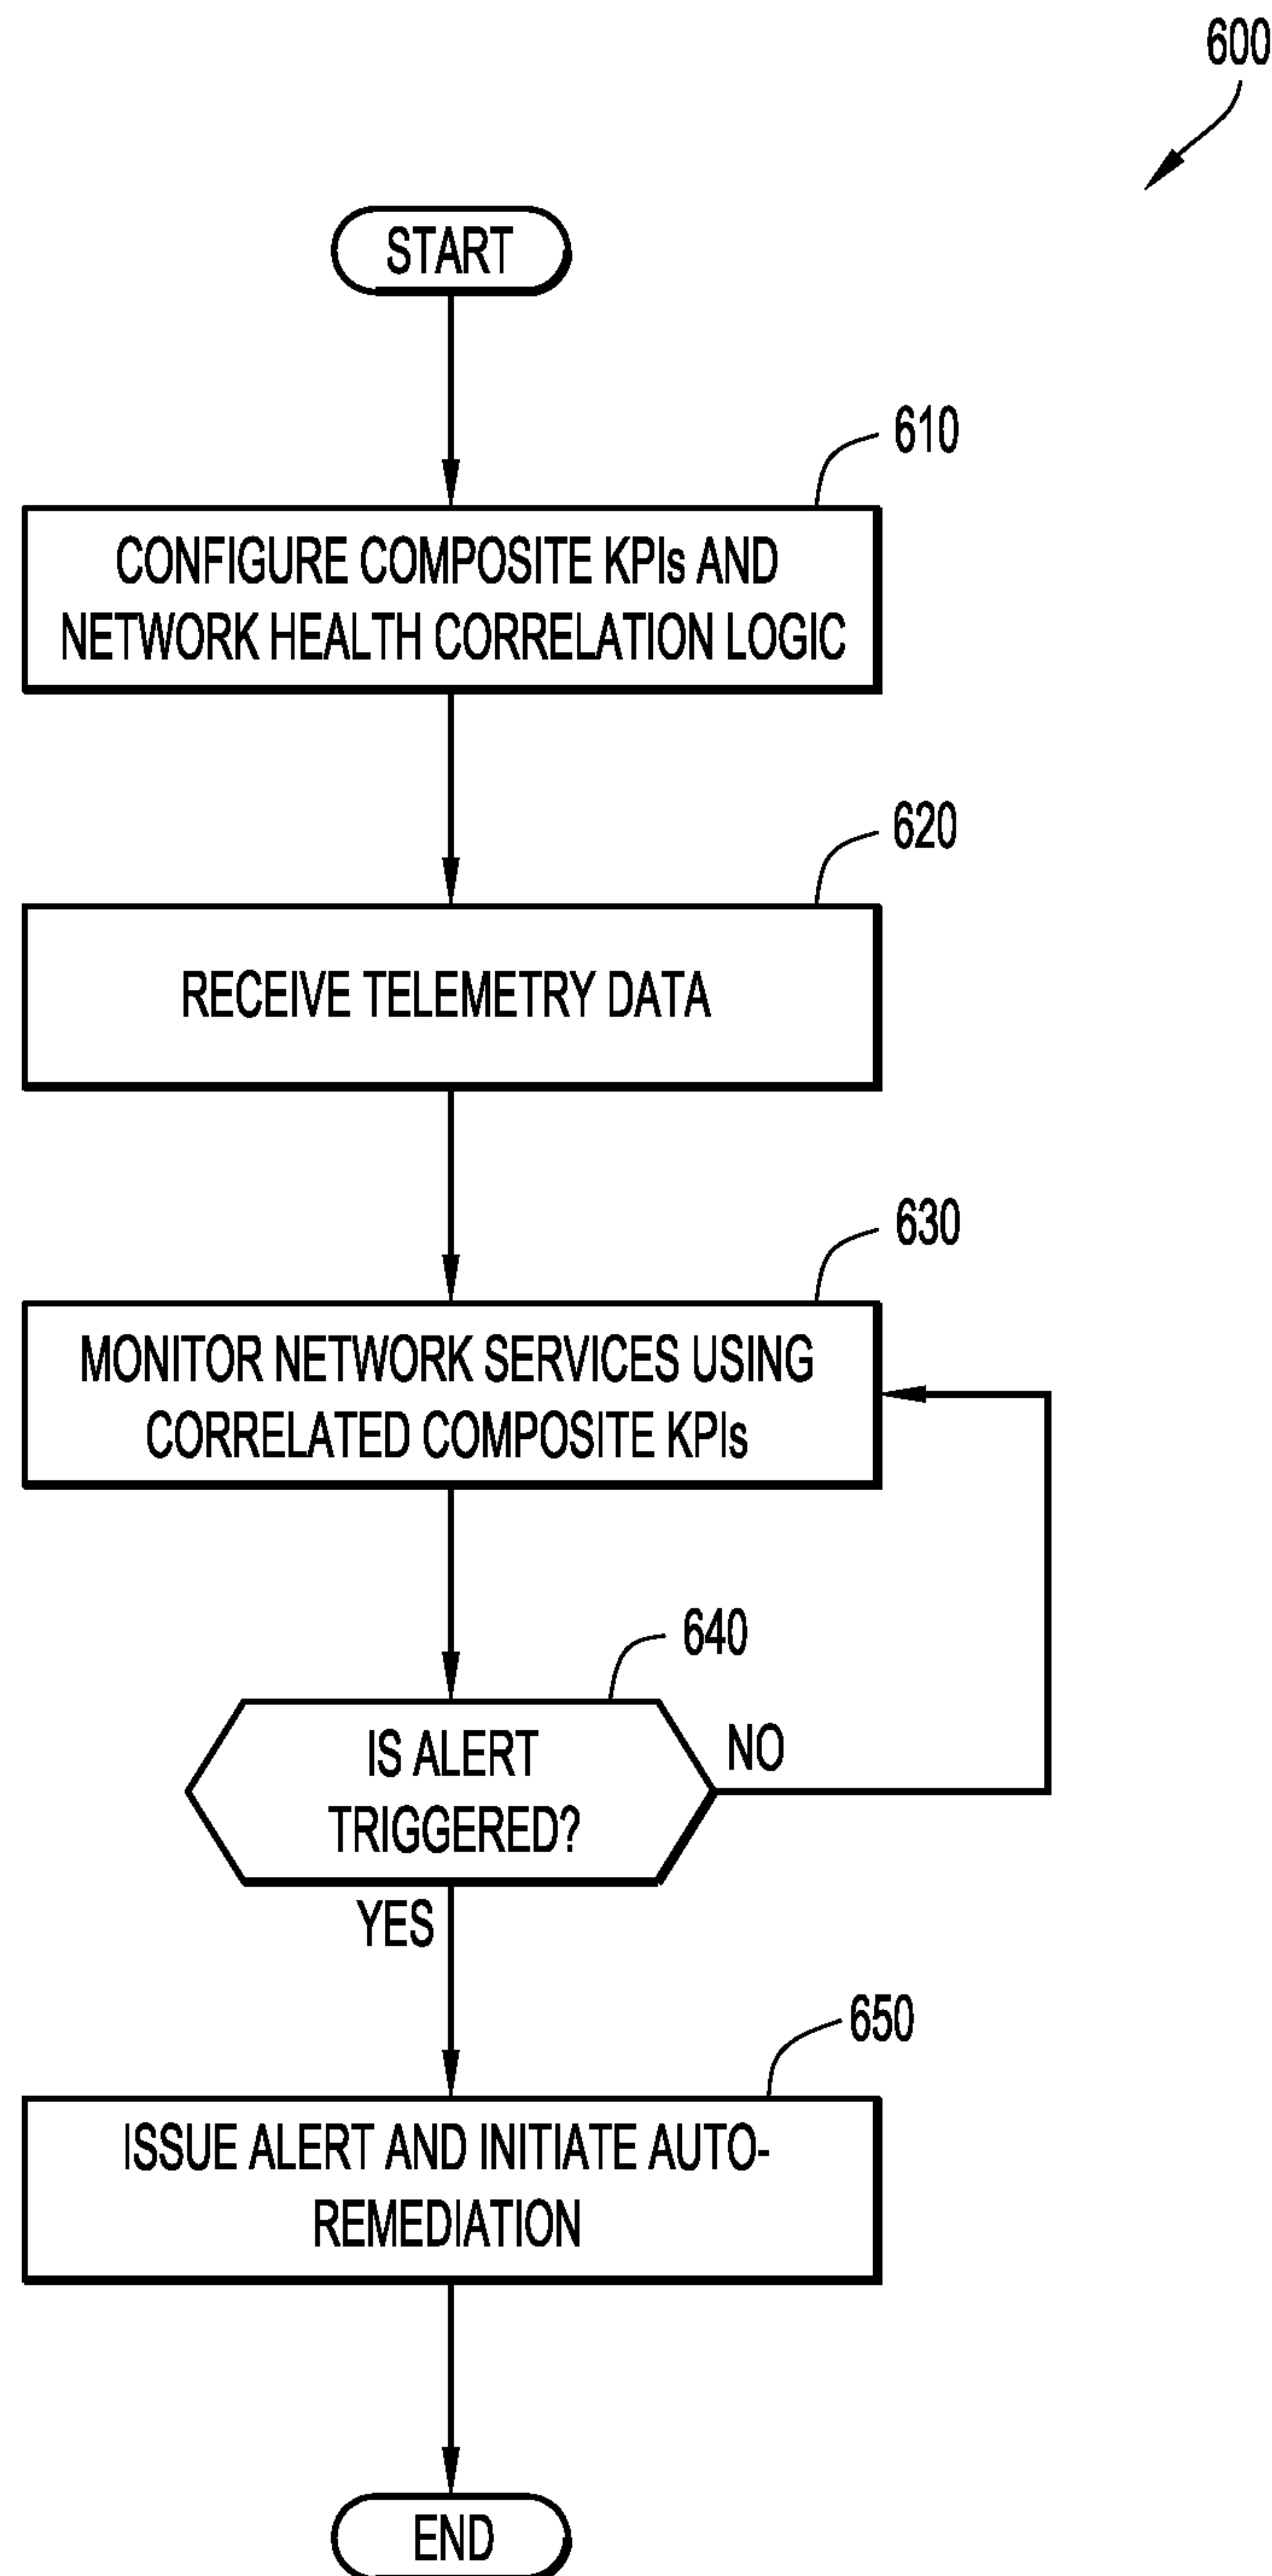 600
START
610
CONFIGURE COMPOSITE KPIs AND
NETWORK HEALTH CORRELATION LOGIC
620
RECEIVE TELEMETRY DATA
630
MONITOR NETWORK SERVICES USING
CORRELATED COMPOSITE KPIs
640
IS ALERT
TRIGGERED?
NO
YES
650
ISSUE ALERT AND INITIATE AUTO-
REMEDIATION
END